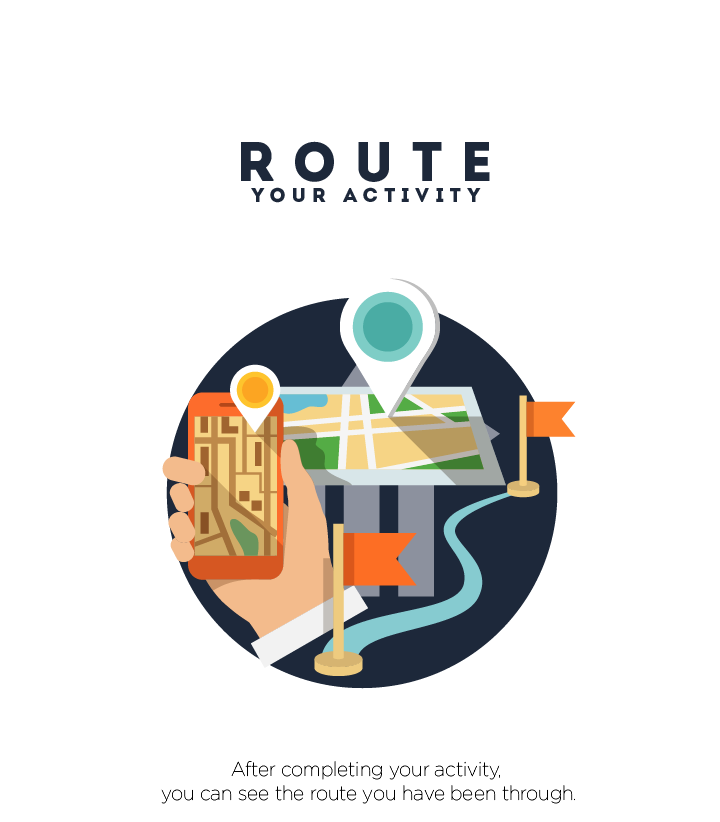 ROUTE
YOUR ACTIVITY
After completing your activity,
you can see the route you have been through.